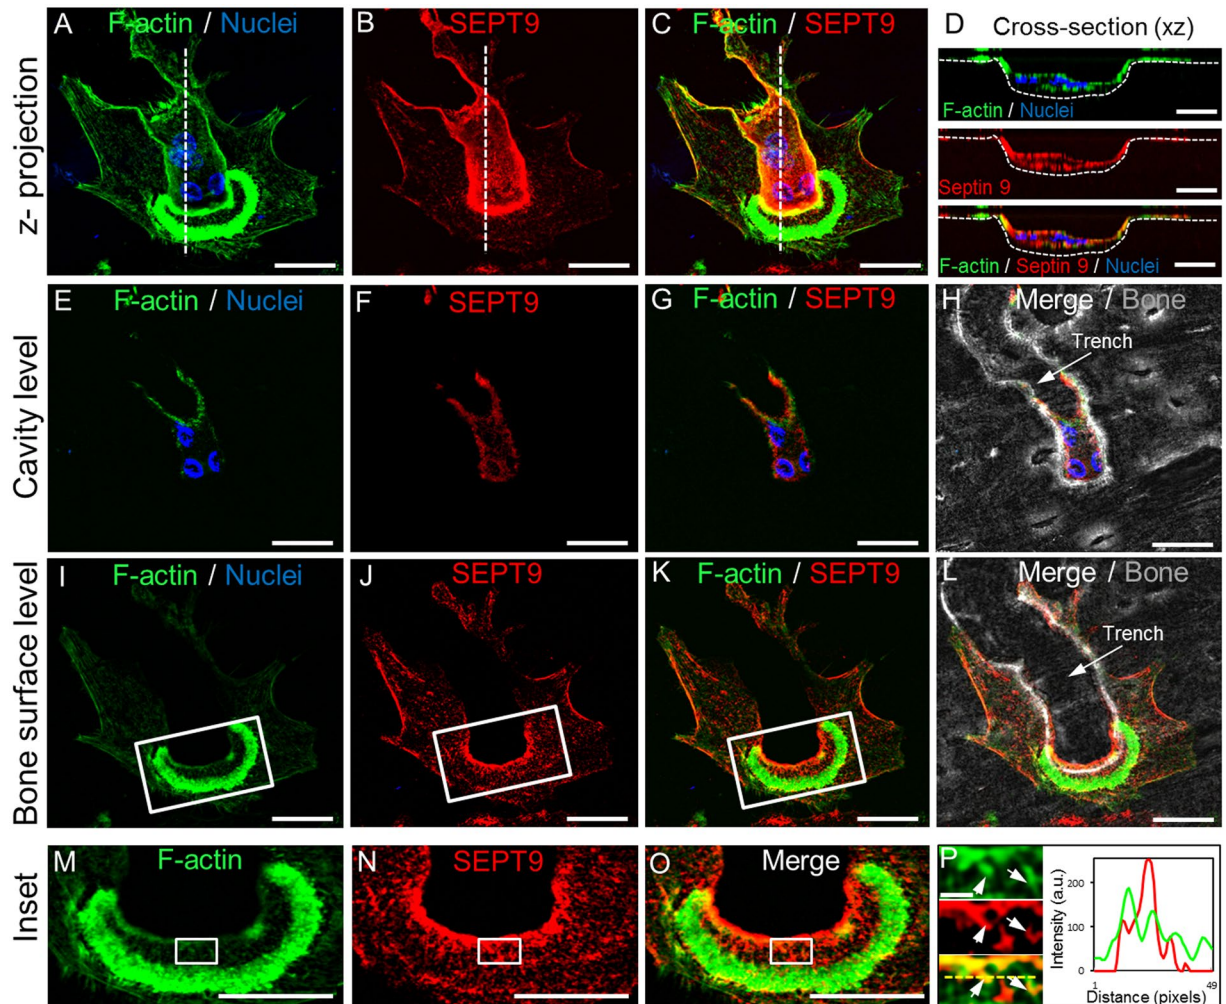 z- projection
A F-actin / Nuclei
B SEPT9
C F-actin / SEPT9
D Cross-section (xz)
F-actin / Nuclei
Septin 9
F-actin / Septin 9 / Nuclei
Cavity level
E F-actin / Nuclei
F SEPT9
G F-actin / SEPT9
H Merge / Bone
Trench
Bone surface level
I F-actin / Nuclei
J SEPT9
K F-actin / SEPT9
L Merge / Bone
Trench
Inset
M F-actin
N SEPT9
O Merge
P
Intensity (a.u.)
200
100
0
1
49
Distance (pixels)